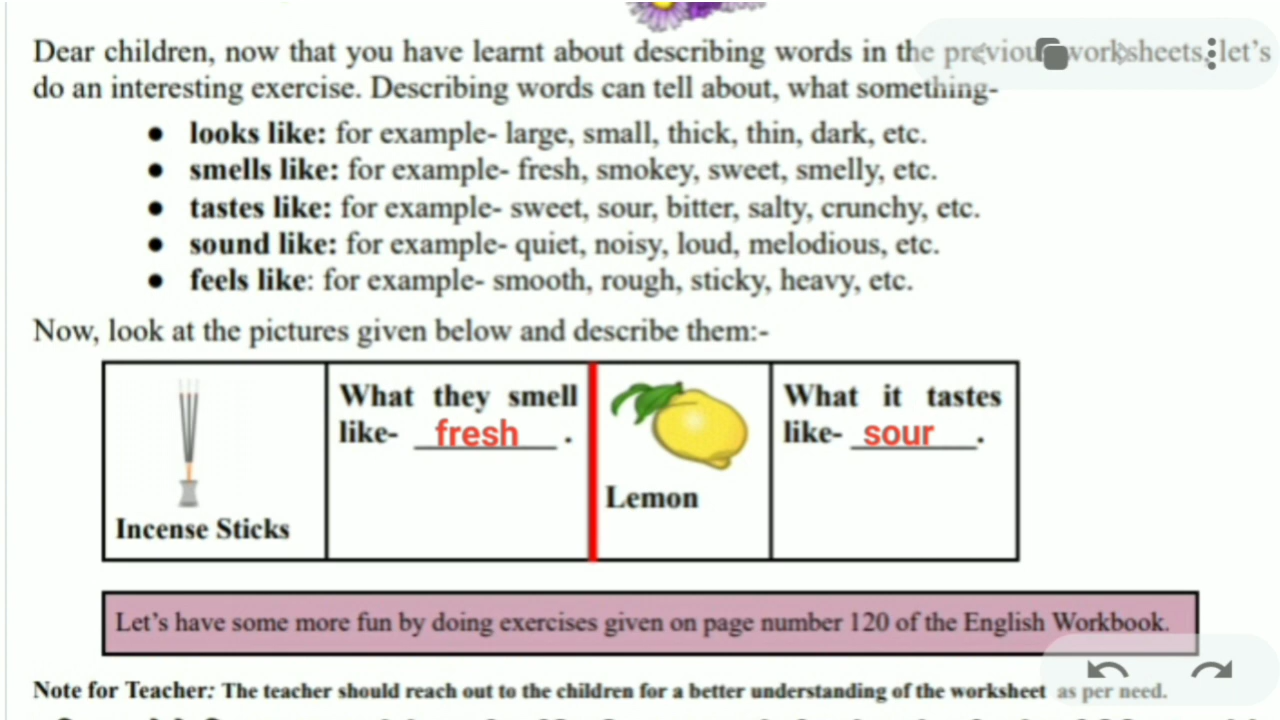 Dear children, now that you have learnt about describing words in the previous worksheets, let's
do an interesting exercise. Describing words can tell about, what something-
● looks like: for example- large, small, thick, thin, dark, etc.
● smells like: for example- fresh, smokey, sweet, smelly, etc.
● tastes like: for example- sweet, sour, bitter, salty, crunchy, etc.
● sound like: for example- quiet, noisy, loud, melodious, etc.
● feels like: for example- smooth, rough, sticky, heavy, etc.
Now, look at the pictures given below and describe them:-
Incense Sticks
What they smell
like- fresh .
Lemon
What it tastes
like- sour .
Let's have some more fun by doing exercises given on page number 120 of the English Workbook.
Note for Teacher: The teacher should reach out to the children for a better understanding of the worksheet as per need.